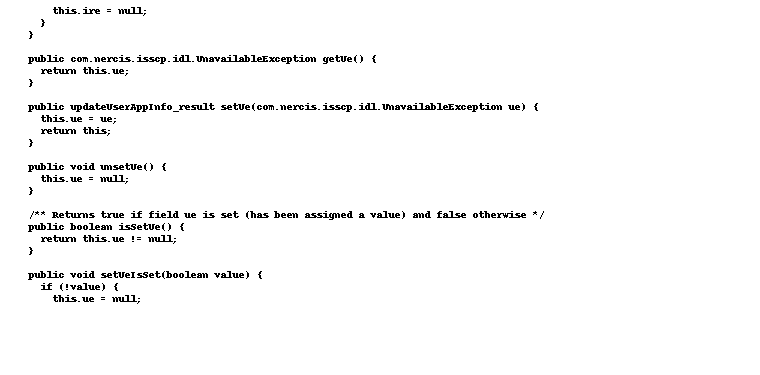 this.ire = null;
}
}
public com.nercis.isscp.idl.UnavailableException getUe() {
return this.ue;
}
public updateUserAppInfo_result setUe(com.nercis.isscp.idl.UnavailableException ue) {
this.ue = ue;
return this;
}
public void unsetUe() {
this.ue = null;
}
/** Returns true if field ue is set (has been assigned a value) and false otherwise */
public boolean isSetUe() {
return this.ue != null;
}
public void setUeIsSet(boolean value) {
if (!value) {
this.ue = null;